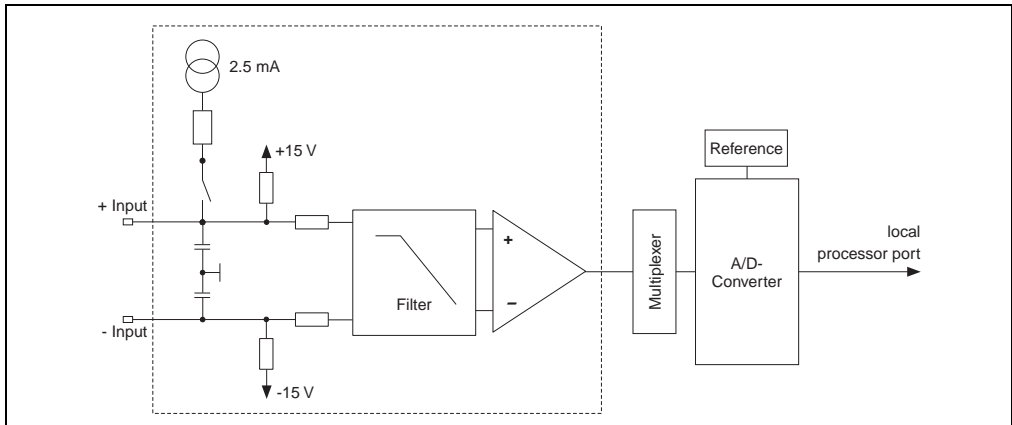 2.5 mA
+15 V
+ Input
- Input
-15 V
Filter
+
−
Multiplexer
Reference
A/D-
Converter
local
processor port